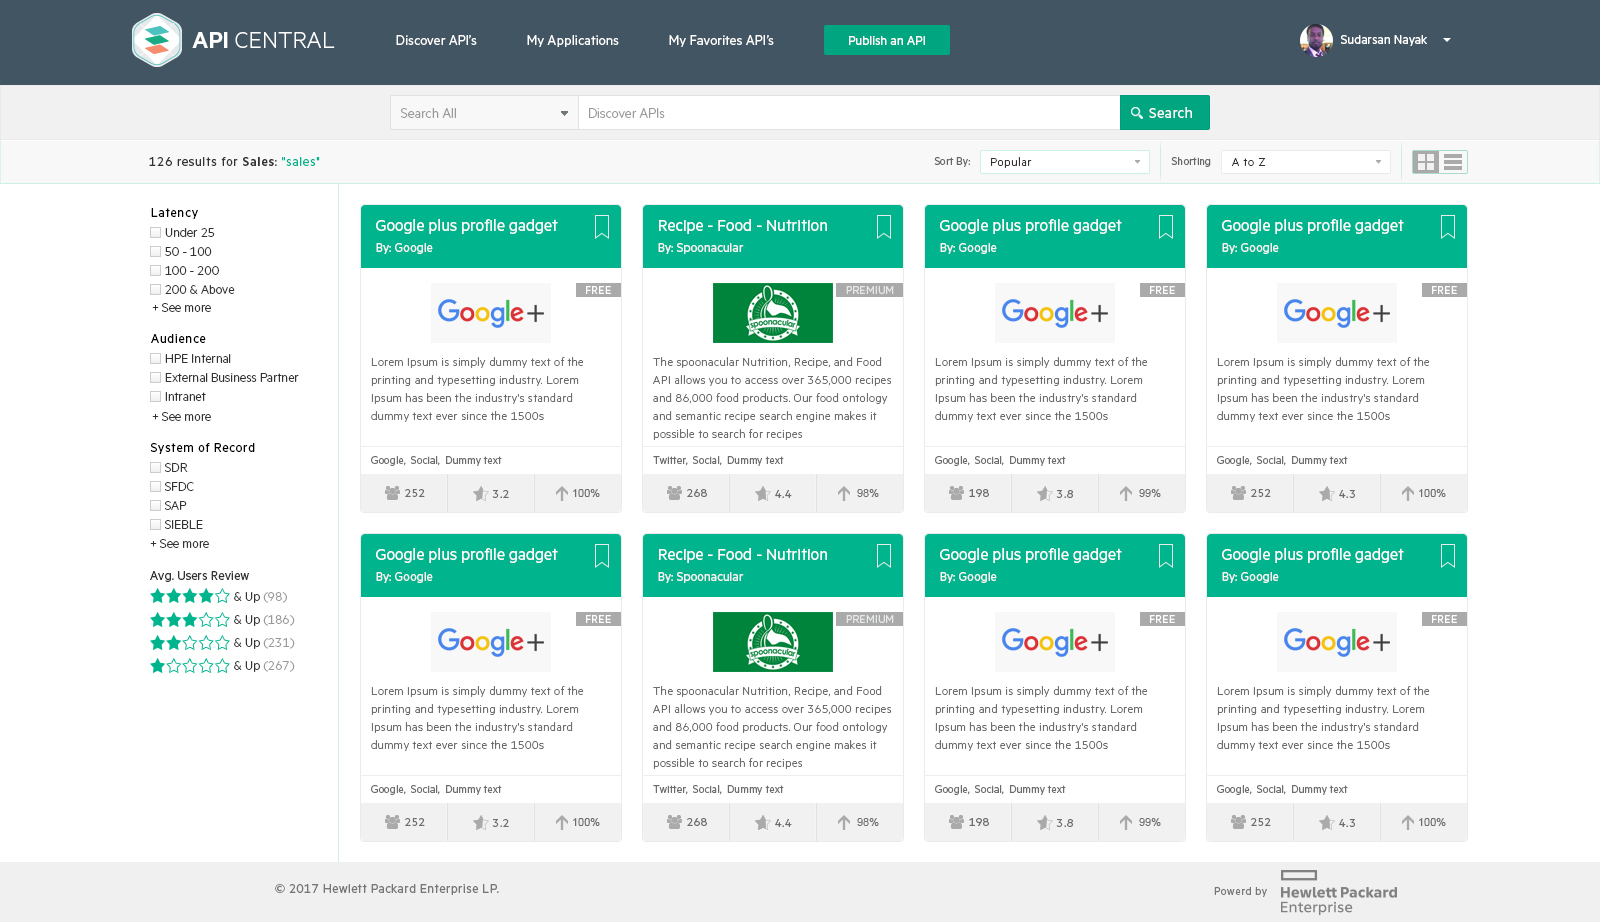 API CENTRAL
Discover API's
My Applications
My Favorites API's
Publish an API
Sudarsan Nayak
Search All
Discover APIs
Search
126 results for Sales: "sales"
Sort By:
Popular
Shorting
A to Z
Latency
Under 25
50 - 100
100 - 200
200 & Above
+ See more
Audience
HPE Internal
External Business Partner
Intranet
+ See more
System of Record
SDR
SFDC
SAP
SIEBLE
+ See more
Avg. Users Review
& Up (98)
& Up (186)
& Up (231)
& Up (267)
Google plus profile gadget
By: Google
FREE
Google+
Lorem Ipsum is simply dummy text of the
printing and typesetting industry. Lorem
Ipsum has been the industry's standard
dummy text ever since the 1500s
Google, Social, Dummy text
252
3.2
100%
Recipe - Food - Nutrition
By: Spoonacular
PREMIUM
spoonacular
The spoonacular Nutrition, Recipe, and Food
API allows you to access over 365,000 recipes
and 86,000 food products. Our food ontology
and semantic recipe search engine makes it
possible to search for recipes
Twitter, Social, Dummy text
268
4.4
98%
Google plus profile gadget
By: Google
FREE
Google+
Lorem Ipsum is simply dummy text of the
printing and typesetting industry. Lorem
Ipsum has been the industry's standard
dummy text ever since the 1500s
Google, Social, Dummy text
198
3.8
99%
Google plus profile gadget
By: Google
FREE
Google+
Lorem Ipsum is simply dummy text of the
printing and typesetting industry. Lorem
Ipsum has been the industry's standard
dummy text ever since the 1500s
Google, Social, Dummy text
252
4.3
100%
Google plus profile gadget
By: Google
FREE
Google+
Lorem Ipsum is simply dummy text of the
printing and typesetting industry. Lorem
Ipsum has been the industry's standard
dummy text ever since the 1500s
Google, Social, Dummy text
252
3.2
100%
Recipe - Food - Nutrition
By: Spoonacular
PREMIUM
spoonacular
The spoonacular Nutrition, Recipe, and Food
API allows you to access over 365,000 recipes
and 86,000 food products. Our food ontology
and semantic recipe search engine makes it
possible to search for recipes
Twitter, Social, Dummy text
268
4.4
98%
Google plus profile gadget
By: Google
FREE
Google+
Lorem Ipsum is simply dummy text of the
printing and typesetting industry. Lorem
Ipsum has been the industry's standard
dummy text ever since the 1500s
Google, Social, Dummy text
198
3.8
99%
Google plus profile gadget
By: Google
FREE
Google+
Lorem Ipsum is simply dummy text of the
printing and typesetting industry. Lorem
Ipsum has been the industry's standard
dummy text ever since the 1500s
Google, Social, Dummy text
252
4.3
100%
© 2017 Hewlett Packard Enterprise LP.
Powerd by
Hewlett Packard
Enterprise